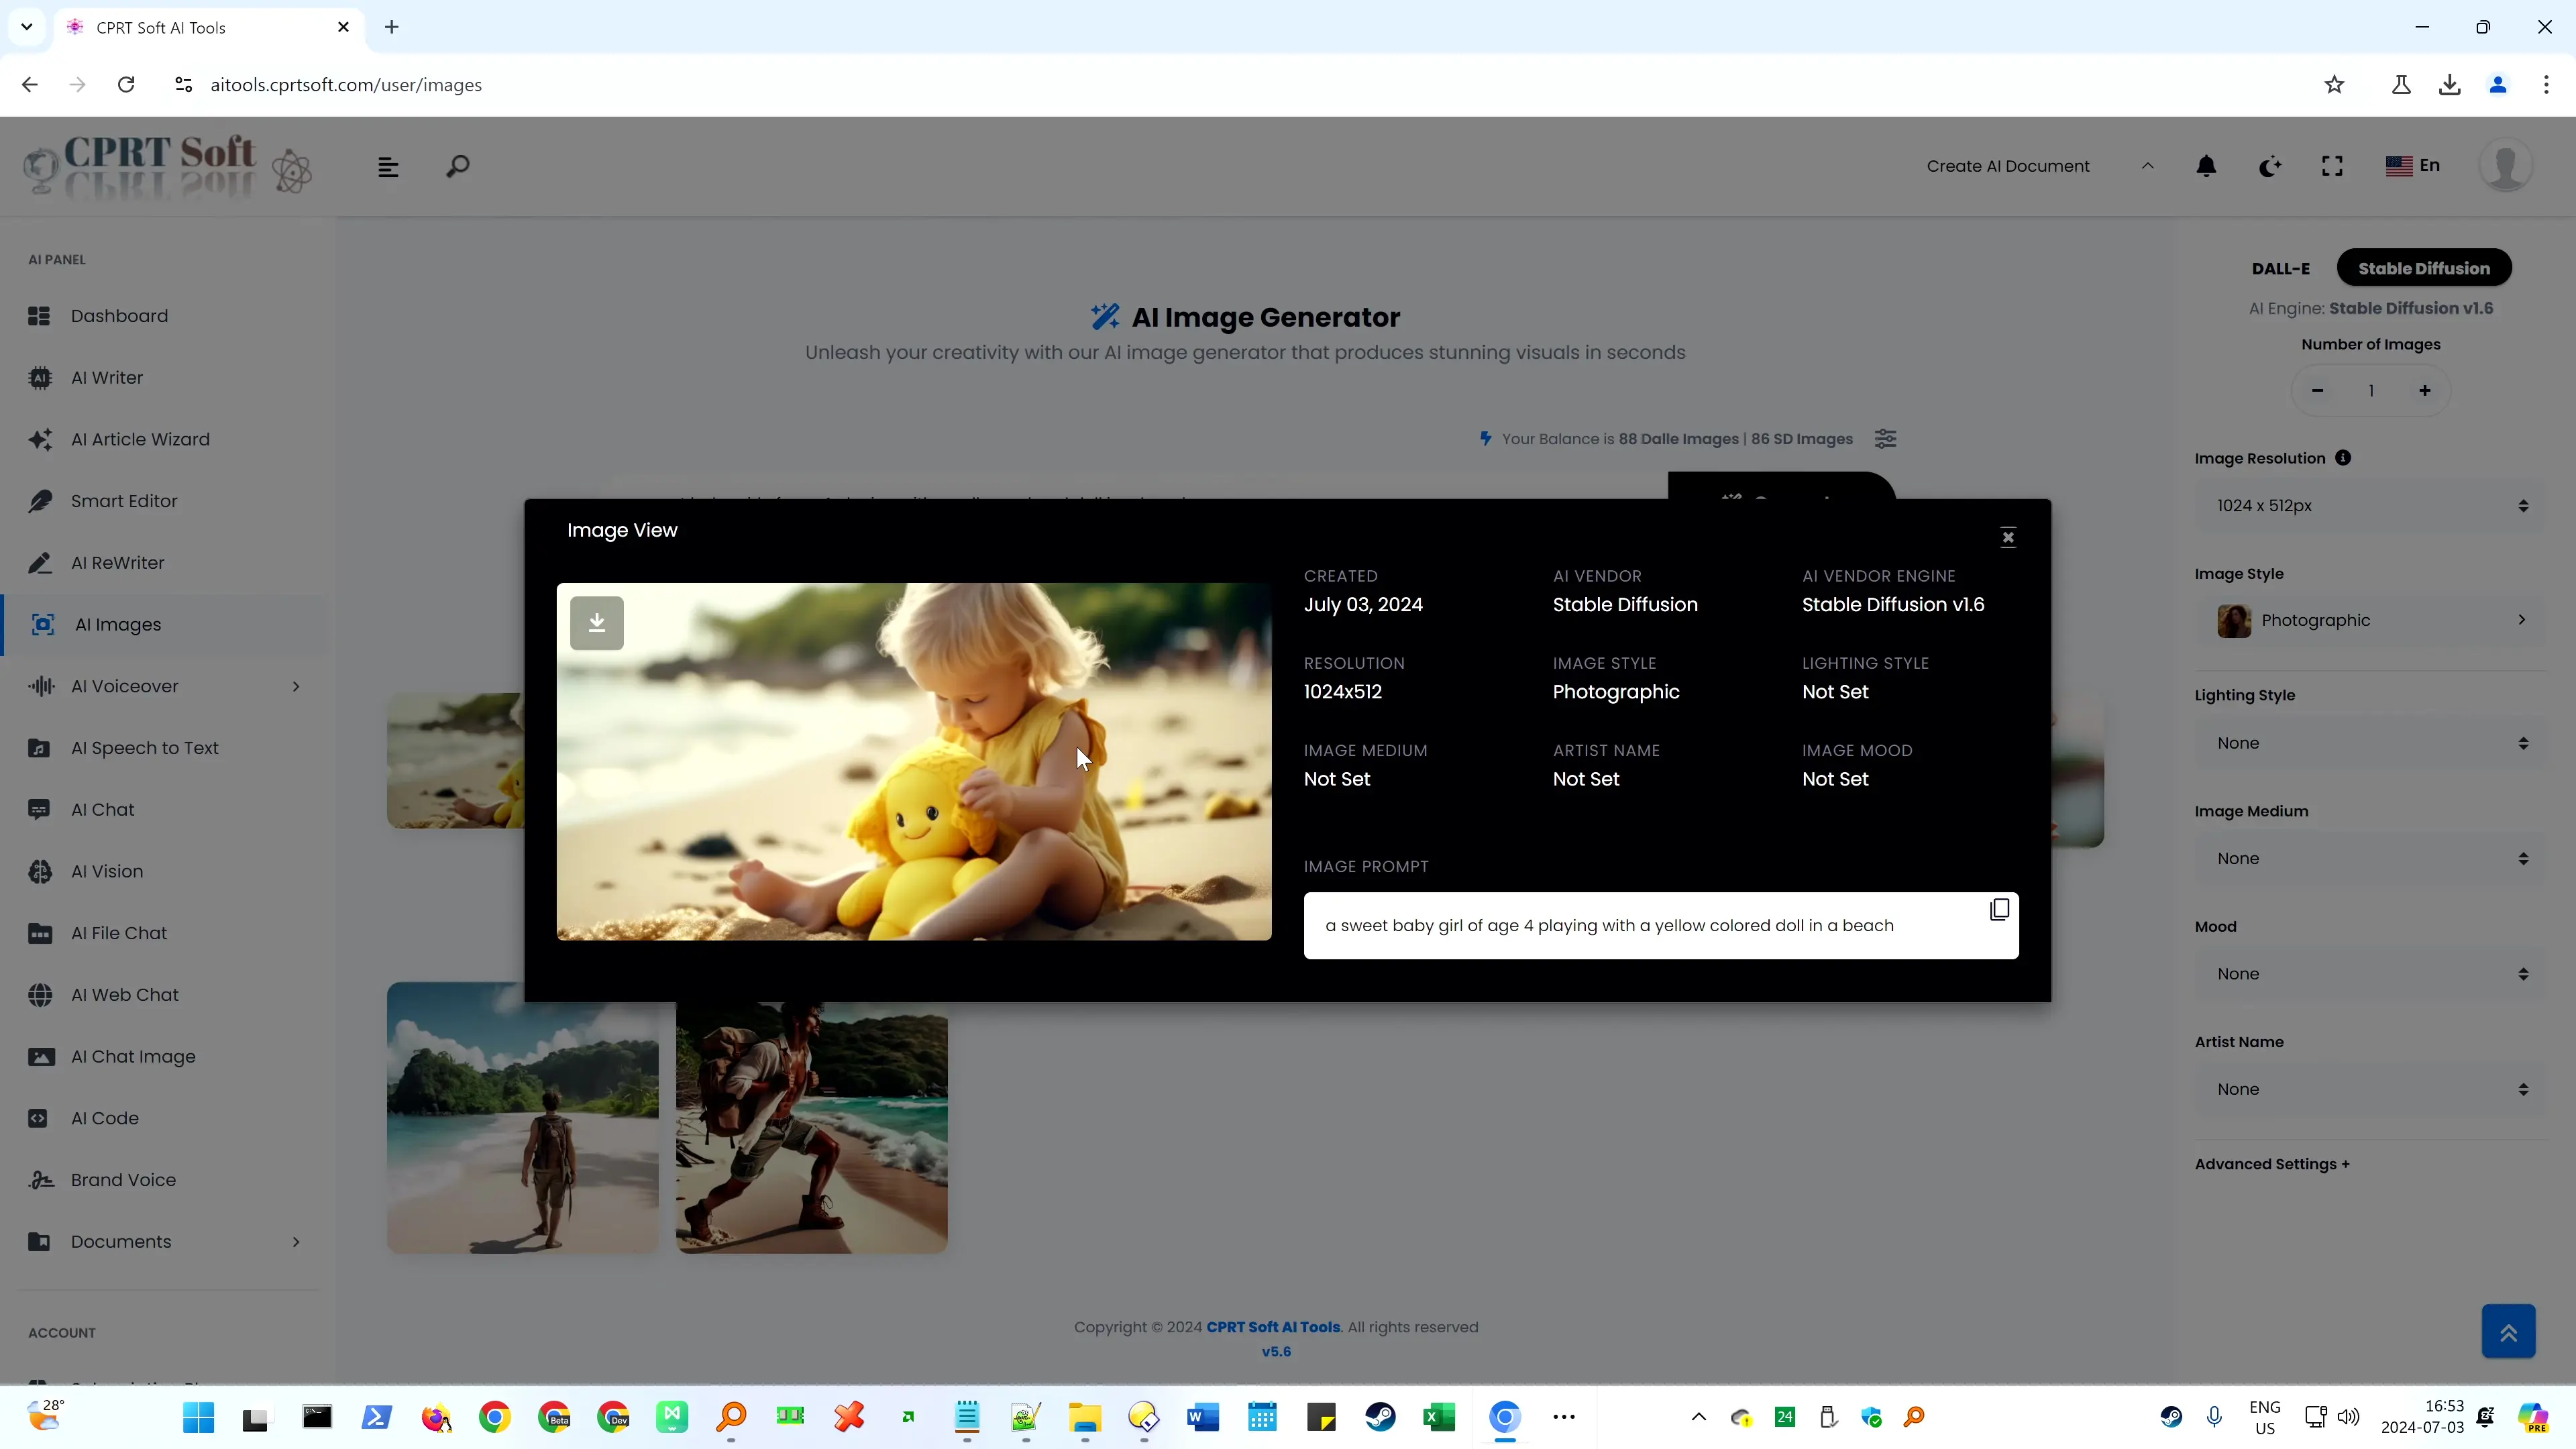 CPRT Soft AI Tools
aitools.cprtsoft.com/user/images
CPRT Soft
Create AI Document
En
AI PANEL
Dashboard
AI Writer
AI Article Wizard
Smart Editor
AI ReWriter
AI Images
AI Voiceover
AI Speech to Text
AI Chat
AI Vision
AI File Chat
AI Web Chat
AI Chat Image
AI Code
Brand Voice
Documents
ACCOUNT
AI Image Generator
Unleash your creativity with our AI image generator that produces stunning visuals in seconds
Your Balance is 88 Dalle Images | 86 SD Images
Image View
CREATED
July 03, 2024
AI VENDOR
Stable Diffusion
AI VENDOR ENGINE
Stable Diffusion v1.6
RESOLUTION
1024x512
IMAGE STYLE
Photographic
LIGHTING STYLE
Not Set
IMAGE MEDIUM
Not Set
ARTIST NAME
Not Set
IMAGE MOOD
Not Set
IMAGE PROMPT
a sweet baby girl of age 4 playing with a yellow colored doll in a beach
DALL-E
Stable Diffusion
AI Engine: Stable Diffusion v1.6
Number of Images
1
Image Resolution
1024 x 512px
Image Style
Photographic
Lighting Style
None
Image Medium
None
Mood
None
Artist Name
None
Advanced Settings +
Copyright © 2024 CPRT Soft AI Tools. All rights reserved
v5.6
28°
Beta
Dev
24
ENG
US
16:53
2024-07-03
PRE